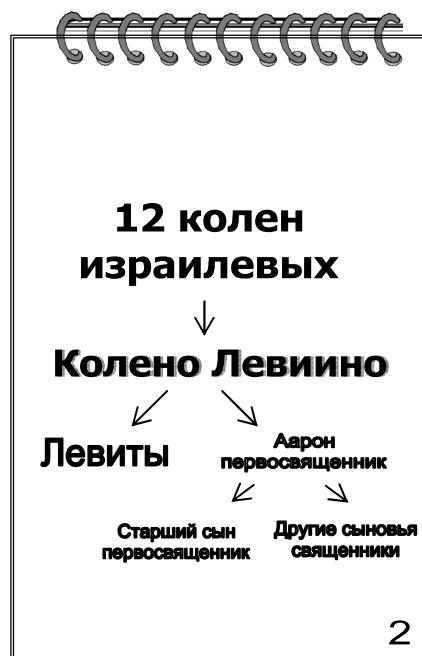 12 колен
израилевых
Колено Левиино
Левиты
Аарон
первосвященник
Старший сын
первосвященник
Другие сыновья
священники
2